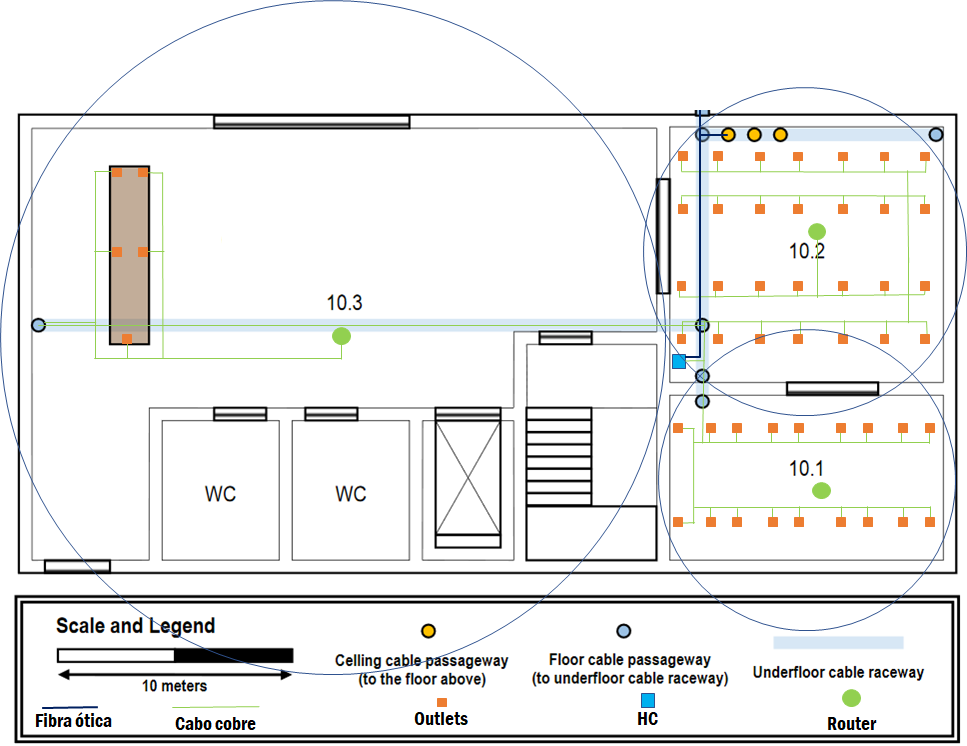 10.2
10.3
10.1
WC
WC
Scale and Legend
10 meters
Fibra ótica
Cabo cobre
Celling cable passageway
(to the floor above)
Outlets
Floor cable passageway
(to underfloor cable raceway)
HC
Underfloor cable raceway
Router